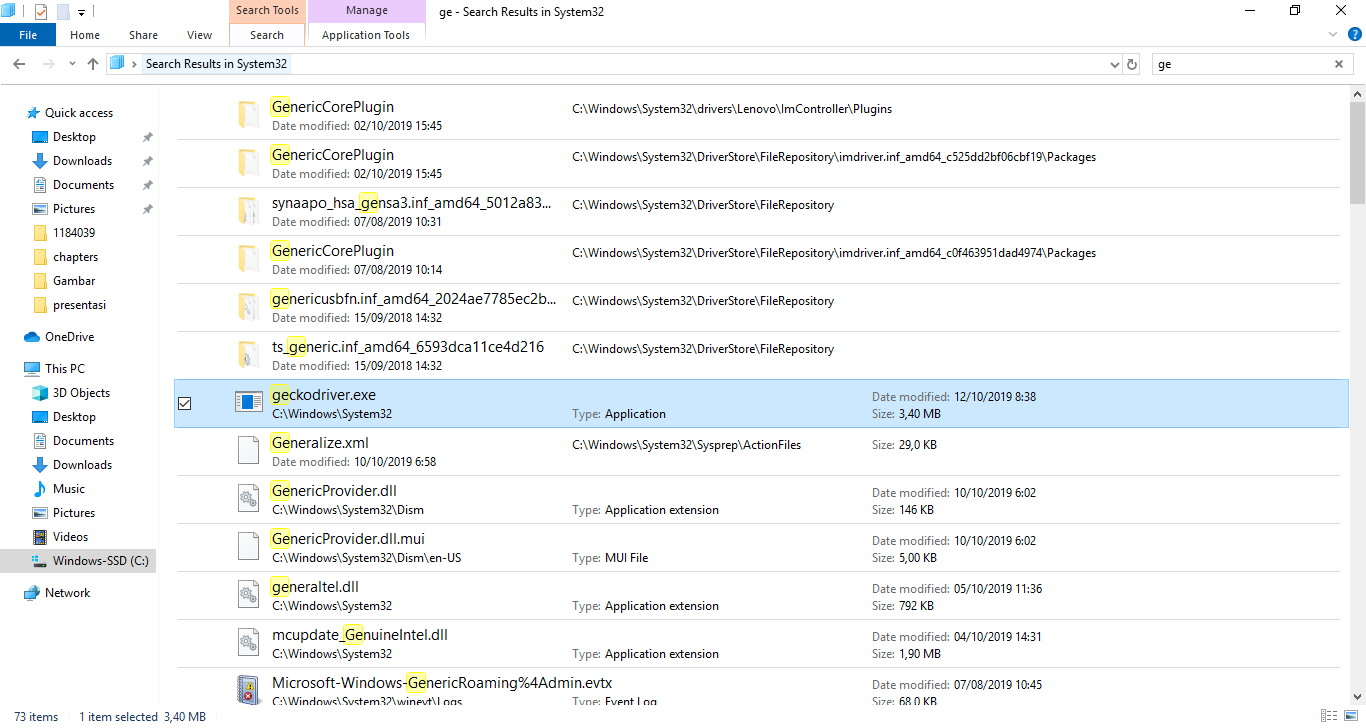 Search Tools
Manage
ge - Search Results in System32
File
Home
Share
View
Search
Application Tools
Search Results in System32
ge
Quick access
Desktop
Downloads
Documents
Pictures
1184039
chapters
Gambar
presentasi
OneDrive
This PC
3D Objects
Desktop
Documents
Downloads
Music
Pictures
Videos
Windows-SSD (C:)
Network
GenericCorePlugin
C:\Windows\System32\drivers\Lenovo\ImController\Plugins
Date modified: 02/10/2019 15:45
GenericCorePlugin
C:\Windows\System32\DriverStore\FileRepository\imdriver.inf_amd64_c525dd2bf06cbf19\Packages
Date modified: 02/10/2019 15:45
synaapo_hsa_gensa3.inf_amd64_5012a83...
C:\Windows\System32\DriverStore\FileRepository
Date modified: 07/08/2019 10:31
GenericCorePlugin
C:\Windows\System32\DriverStore\FileRepository\imdriver.inf_amd64_c0f463951dad4974\Packages
Date modified: 07/08/2019 10:14
genericusbfn.inf_amd64_2024ae7785ec2b...
C:\Windows\System32\DriverStore\FileRepository
Date modified: 15/09/2018 14:32
ts_generic.inf_amd64_6593dca11ce4d216
C:\Windows\System32\DriverStore\FileRepository
Date modified: 15/09/2018 14:32
geckodriver.exe
Date modified: 12/10/2019 8:38
C:\Windows\System32
Type: Application
Size: 3,40 MB
Generalize.xml
C:\Windows\System32\Sysprep\ActionFiles
Size: 29,0 KB
Date modified: 10/10/2019 6:58
GenericProvider.dll
Date modified: 10/10/2019 6:02
C:\Windows\System32\Dism
Type: Application extension
Size: 146 KB
GenericProvider.dll.mui
Date modified: 10/10/2019 6:02
C:\Windows\System32\Dism\en-US
Type: MUI File
Size: 5,00 KB
generaltel.dll
Date modified: 05/10/2019 11:36
C:\Windows\System32
Type: Application extension
Size: 792 KB
mcupdate_GenuineIntel.dll
Date modified: 04/10/2019 14:31
C:\Windows\System32
Type: Application extension
Size: 1,90 MB
Microsoft-Windows-GenericRoaming%4Admin.evtx
Date modified: 07/08/2019 10:45
C:\Windows\System32\winevt\Logs
Type: Event Log
Size: 68,0 KB
73 items
1 item selected 3,40 MB